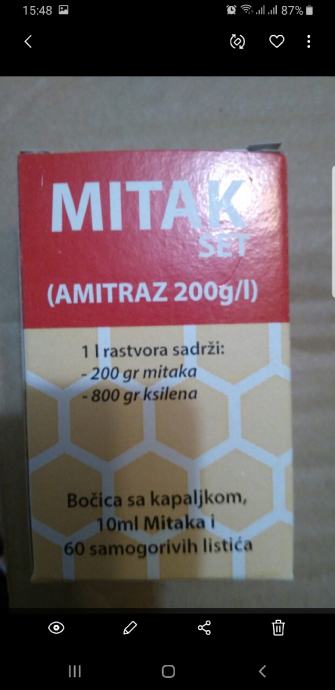 15:48
87%
MITAK
SET
(AMITRAZ 200g/l)
1 l rastvora sadrži:
- 200 gr mitaka
- 800 gr ksilena
Bočica sa kapaljkom,
10ml Mitaka i
60 samogorivih listića